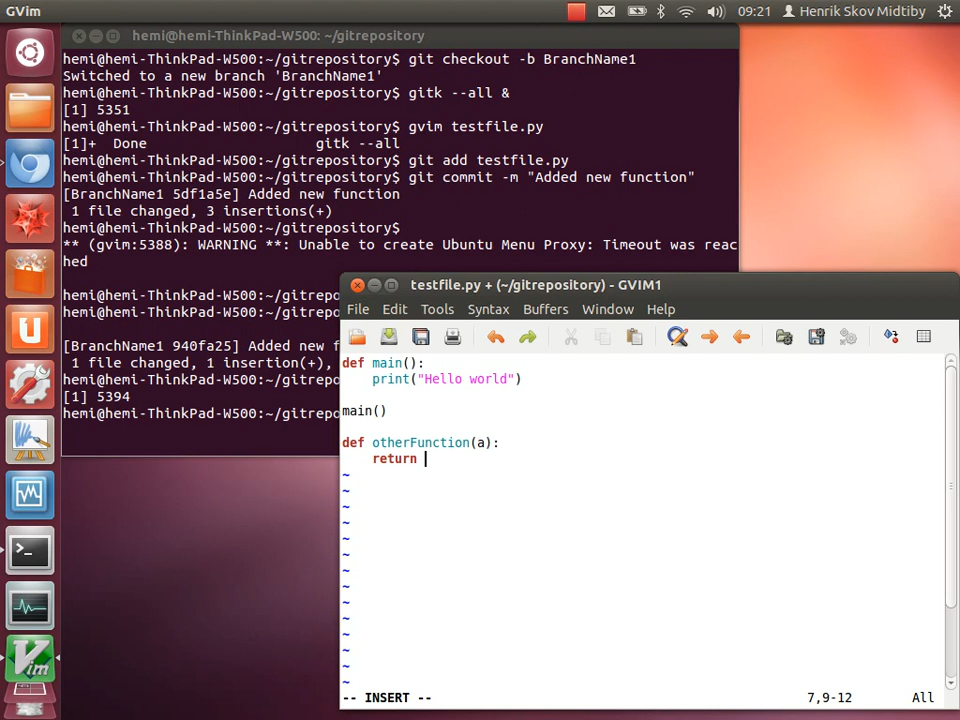 GVim
09:21
Henrik Skov Midtiby
hemi@hemi-ThinkPad-W500: ~/gitrepository
hemi@hemi-ThinkPad-W500:~/gitrepository$ git checkout -b BranchName1
Switched to a new branch 'BranchName1'
hemi@hemi-ThinkPad-W500:~/gitrepository$ gitk --all &
[1] 5351
hemi@hemi-ThinkPad-W500:~/gitrepository$ gvim testfile.py
[1]+  Done                    gitk --all
hemi@hemi-ThinkPad-W500:~/gitrepository$ git add testfile.py
hemi@hemi-ThinkPad-W500:~/gitrepository$ git commit -m "Added new function"
[BranchName1 5df1a5e] Added new function
 1 file changed, 3 insertions(+)
hemi@hemi-ThinkPad-W500:~/gitrepository$
** (gvim:5388): WARNING **: Unable to create Ubuntu Menu Proxy: Timeout was reac
hed
hemi@hemi-ThinkPad-W500:~/gitrepo
hemi@hemi-ThinkPad-W500:~/gitrepo
[BranchName1 940fa25] Added new f
 1 file changed, 1 insertion(+),
hemi@hemi-ThinkPad-W500:~/gitrepo
[1] 5394
hemi@hemi-ThinkPad-W500:~/gitrepo
testfile.py + (~/gitrepository) - GVIM1
File Edit Tools Syntax Buffers Window Help
def main():
    print("Hello world")
main()
def otherFunction(a):
    return
~
~
~
~
~
~
~
~
~
~
~
~
~
~
-- INSERT --
7,9-12
All